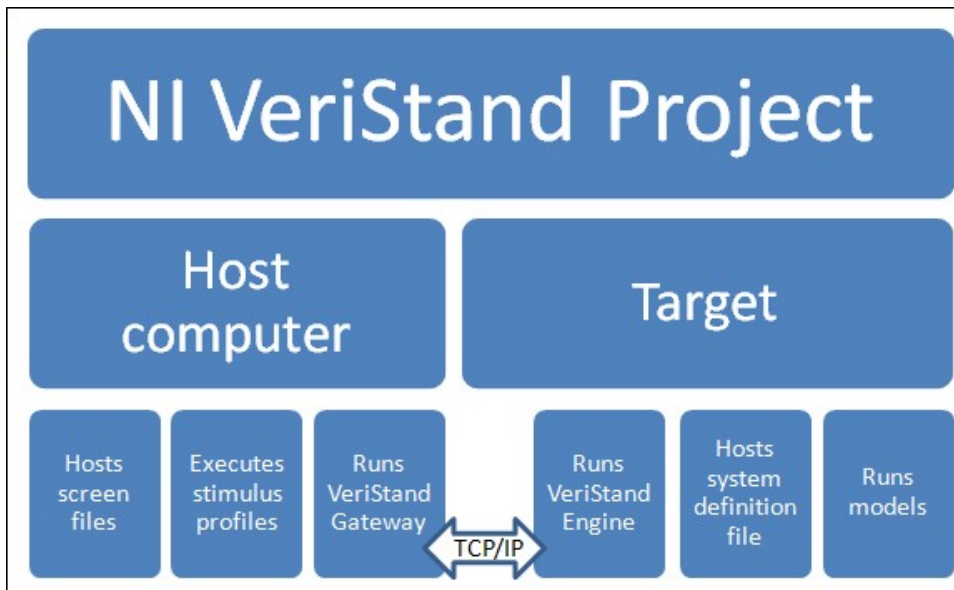 NI VeriStand Project
Host
computer
Target
Hosts
screen
files
Executes
stimulus
profiles
Runs
VeriStand
Gateway
TCP/IP
Runs
VeriStand
Engine
Hosts
system
definition
file
Runs
models